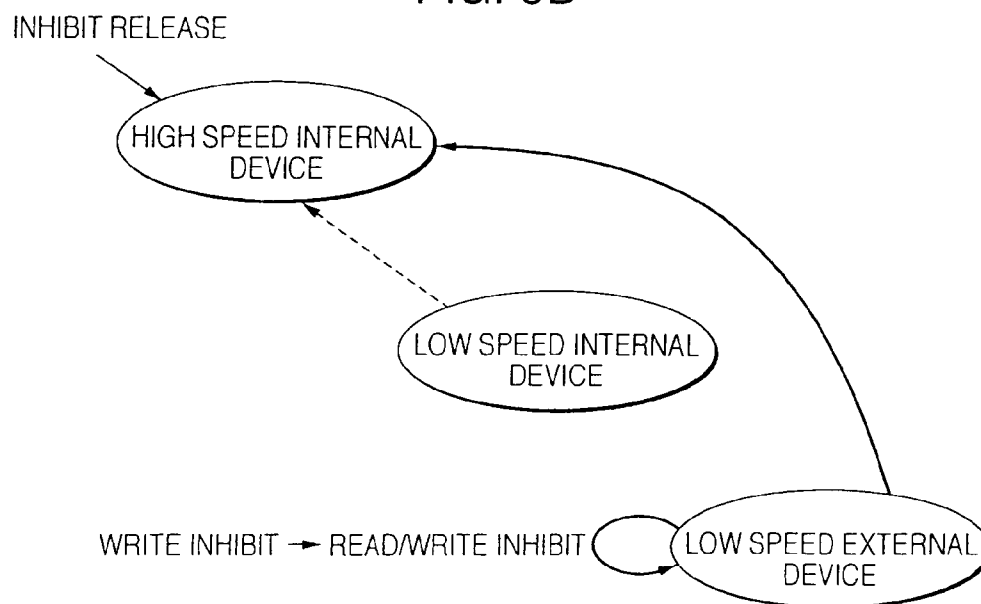 INHIBIT RELEASE
HIGH SPEED INTERNAL
DEVICE
LOW SPEED INTERNAL
DEVICE
WRITE INHIBIT → READ/WRITE INHIBIT
LOW SPEED EXTERNAL
DEVICE